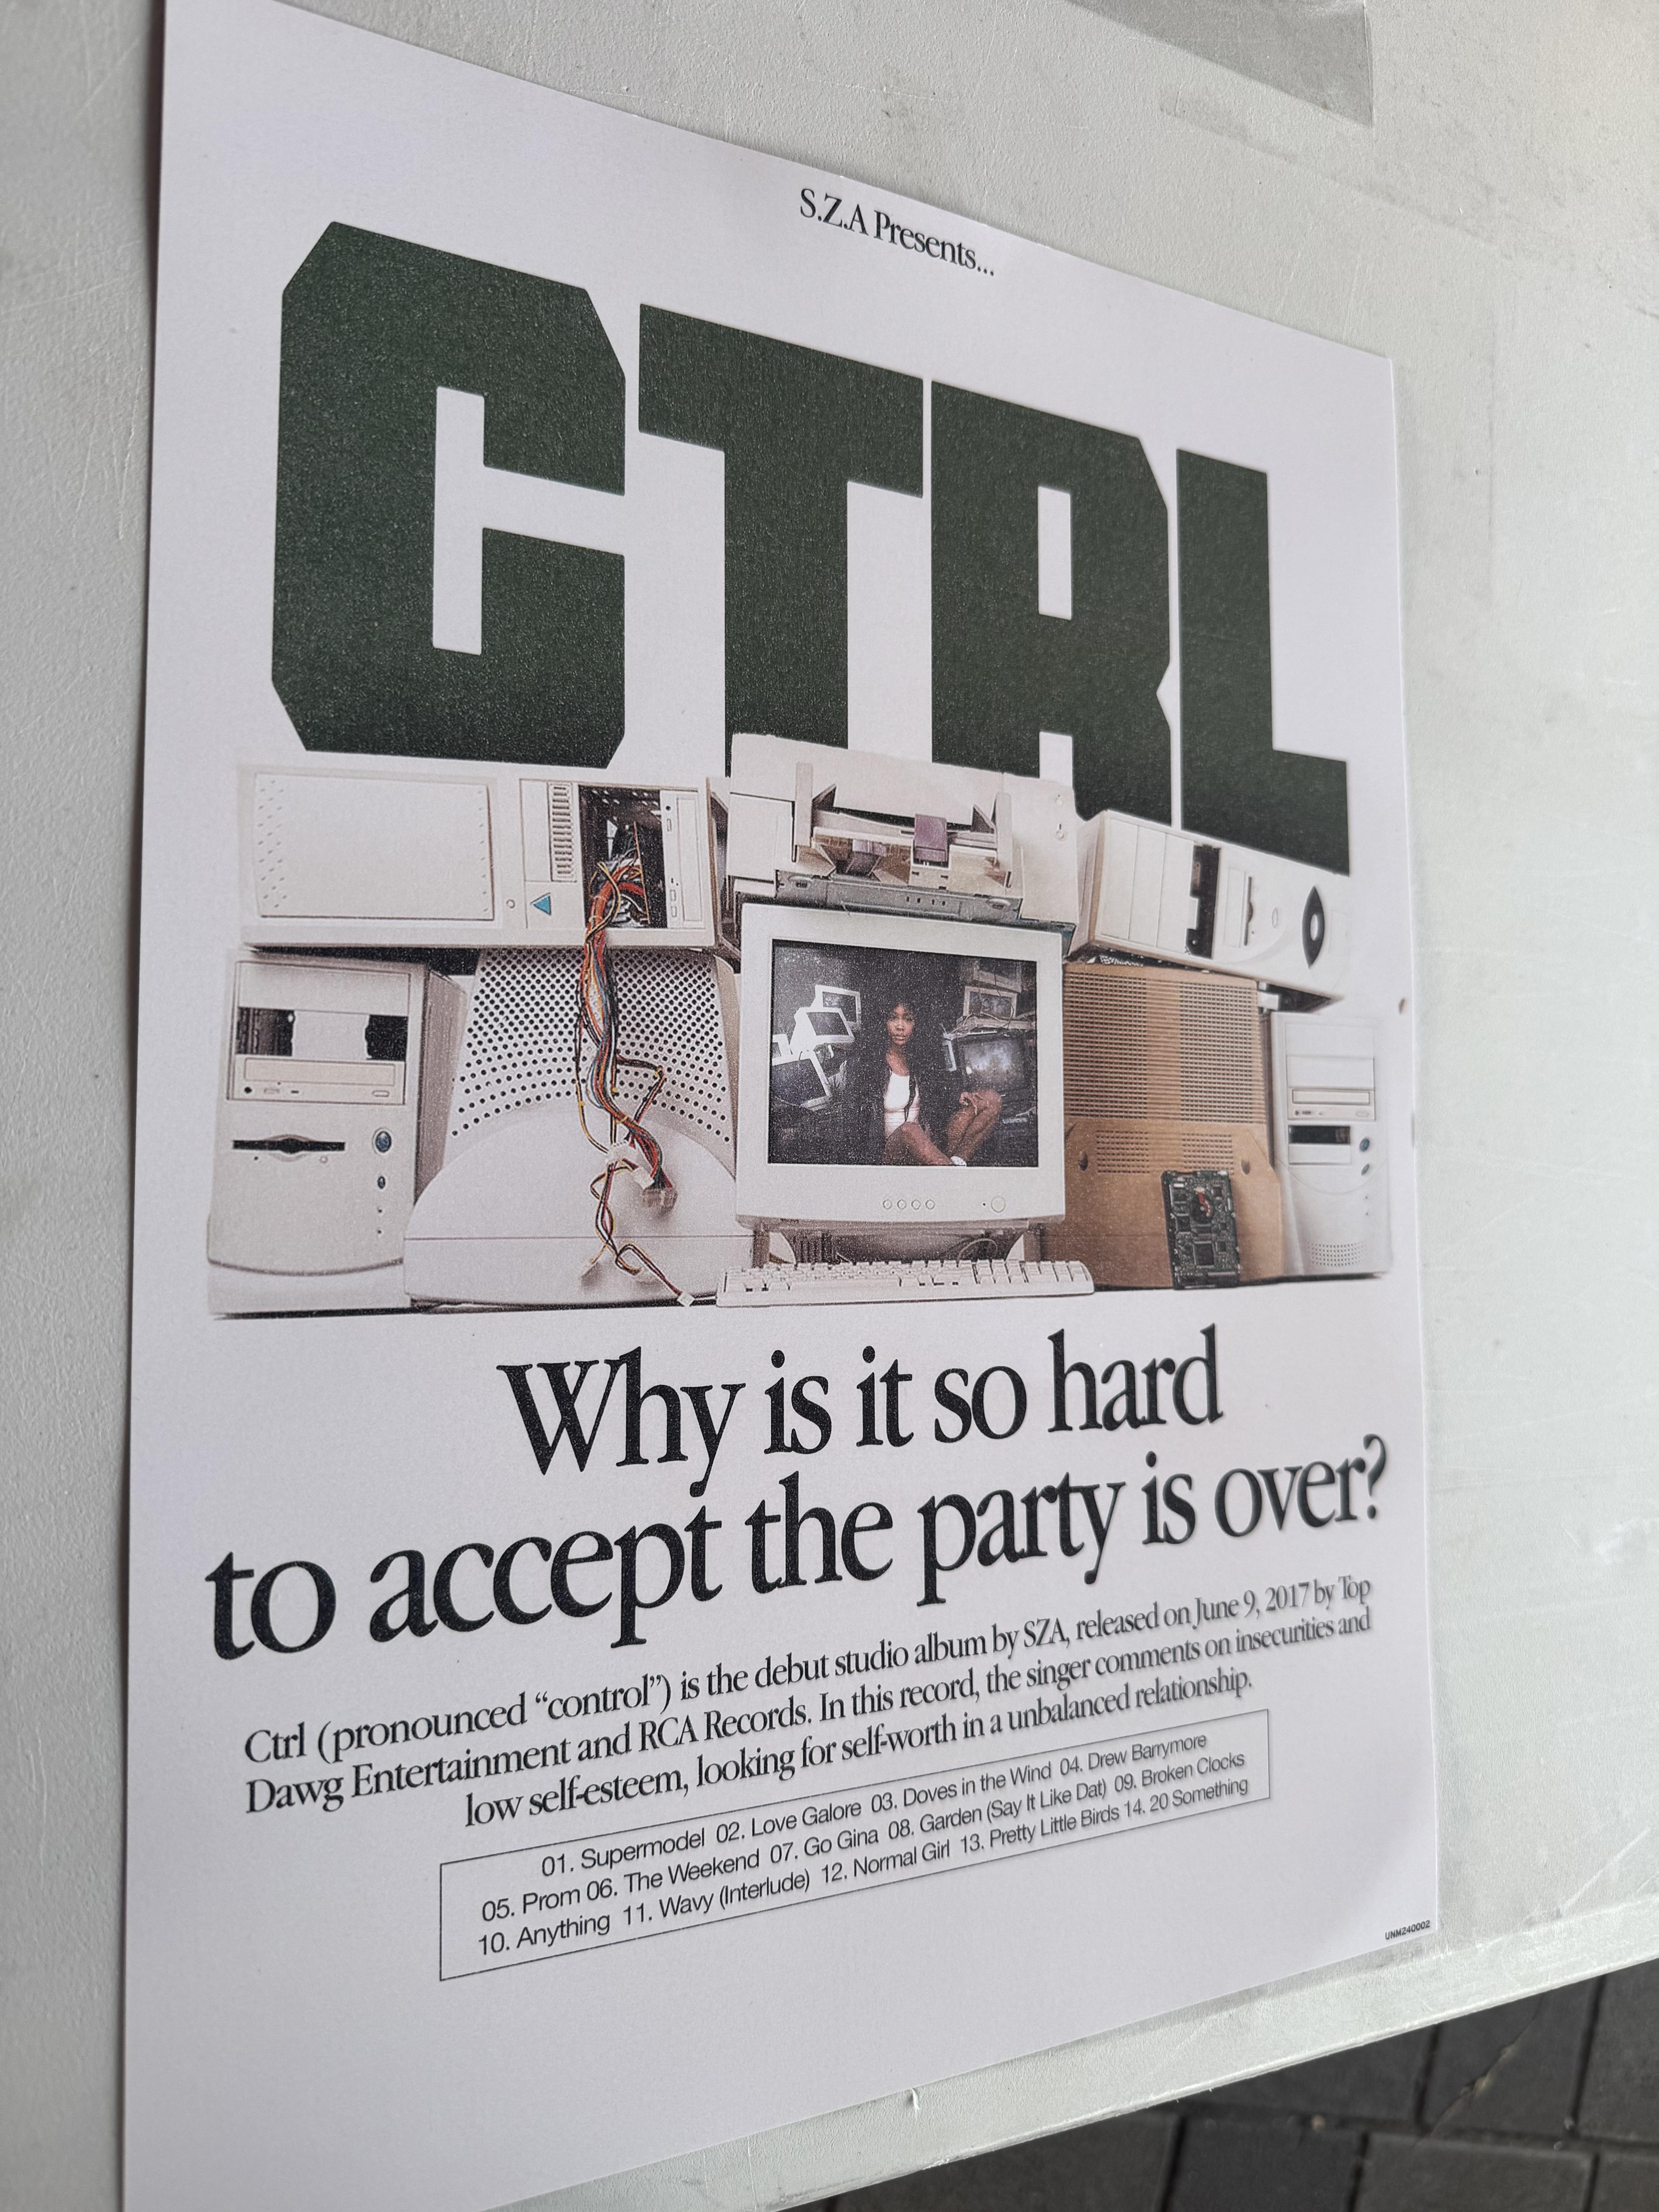 S.Z.A Presents...
CTRL
Why is it so hard
to accept the party is over?
Ctrl (pronounced “control”) is the debut studio album by SZA, released on June 9, 2017 by Top
Dawg Entertainment and RCA Records. In this record, the singer comments on insecurities and
low self-esteem, looking for self-worth in a unbalanced relationship.
01. Supermodel 02. Love Galore 03. Doves in the Wind 04. Drew Barrymore
05. Prom 06. The Weekend 07. Go Gina 08. Garden (Say It Like Dat) 09. Broken Clocks
10. Anything 11. Wavy (Interlude) 12. Normal Girl 13. Pretty Little Birds 14. 20 Something
UNM240002